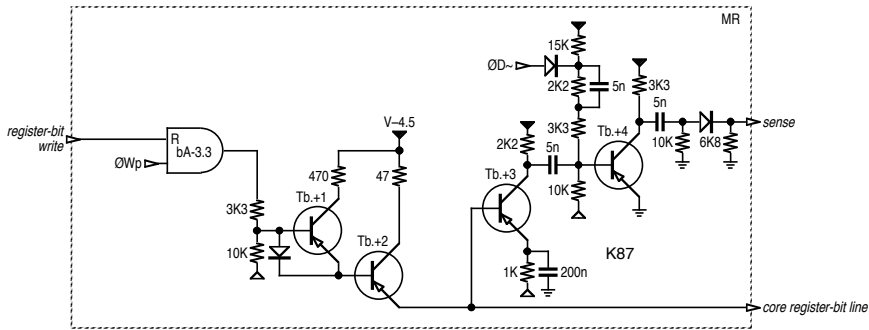 MR
15K
ØD~
2K2
5n
3K3
5n
V–4.5
3K3
sense
register-bit
write
R
bA-3.3
ØWp
2K2
5n
Tb.+4
10K
6K8
470
47
Tb.+3
10K
3K3
Tb.+1
10K
Tb.+2
K87
1K
200n
core register-bit line